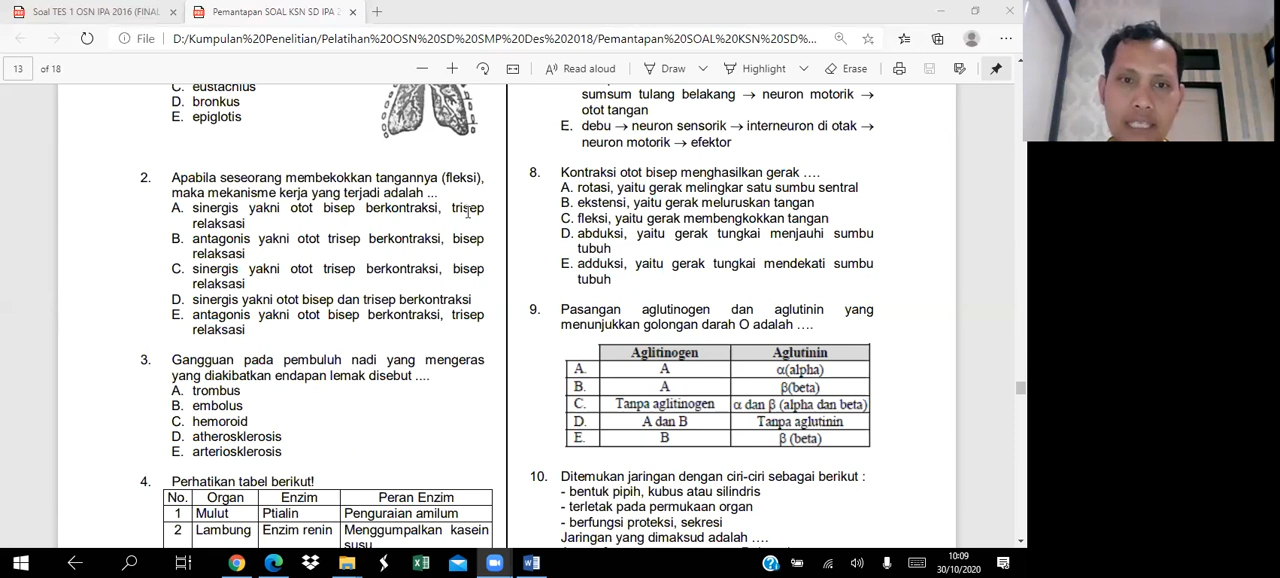 Soal TES 1 OSN IPA 2016 (FINAL
Pemantapan SOAL KSN SD IPA 2
File
D:/Kumpulan%20Penelitian/Pelatihan%20OSN%20SD%20SMP%20Des%202018/Pemantapan%20SOAL%20KSN%20SD%...
13 of 18
Read aloud
Draw
Highlight
Erase
C. eustachius
D. bronkus
E. epiglotis
2. Apabila seseorang membekokkan tangannya (fleksi),
maka mekanisme kerja yang terjadi adalah ...
A. sinergis yakni otot bisep berkontraksi, trisep
relaksasi
B. antagonis yakni otot trisep berkontraksi, bisep
relaksasi
C. sinergis yakni otot trisep berkontraksi, bisep
relaksasi
D. sinergis yakni otot bisep dan trisep berkontraksi
E. antagonis yakni otot bisep berkontraksi, trisep
relaksasi
3. Gangguan pada pembuluh nadi yang mengeras
yang diakibatkan endapan lemak disebut ....
A. trombus
B. embolus
C. hemoroid
D. atherosklerosis
E. arteriosklerosis
4. Perhatikan tabel berikut!
No. Organ Enzim Peran Enzim
1 Mulut Ptialin Penguraian amilum
2 Lambung Enzim renin Menggumpalkan kasein
susu
sumsum tulang belakang → neuron motorik →
otot tangan
E. debu → neuron sensorik → interneuron di otak →
neuron motorik → efektor
8. Kontraksi otot bisep menghasilkan gerak ....
A. rotasi, yaitu gerak melingkar satu sumbu sentral
B. ekstensi, yaitu gerak meluruskan tangan
C. fleksi, yaitu gerak membengkokkan tangan
D. abduksi, yaitu gerak tungkai menjauhi sumbu
tubuh
E. adduksi, yaitu gerak tungkai mendekati sumbu
tubuh
9. Pasangan aglutinogen dan aglutinin yang
menunjukkan golongan darah O adalah ....
Aglitinogen Aglutinin
A. A α(alpha)
B. A β(beta)
C. Tanpa aglitinogen α dan β (alpha dan beta)
D. A dan B Tanpa aglutinin
E. B β (beta)
10. Ditemukan jaringan dengan ciri-ciri sebagai berikut :
- bentuk pipih, kubus atau silindris
- terletak pada permukaan organ
- berfungsi proteksi, sekresi
Jaringan yang dimaksud adalah ....
10:09
30/10/2020